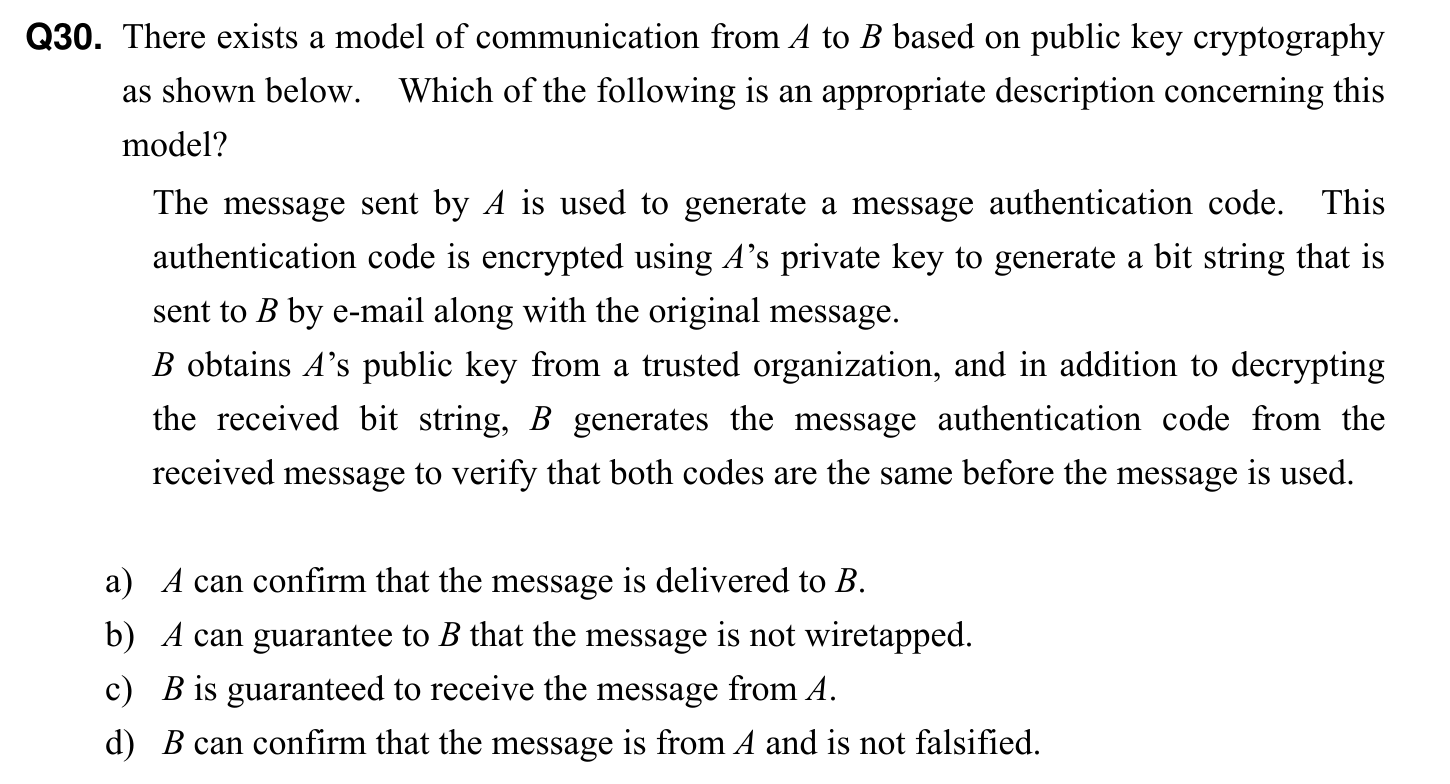 Q30. There exists a model of communication from A to B based on public key cryptography
as shown below. Which of the following is an appropriate description concerning this
model?
The message sent by A is used to generate a message authentication code. This
authentication code is encrypted using A’s private key to generate a bit string that is
sent to B by e-mail along with the original message.
B obtains A’s public key from a trusted organization, and in addition to decrypting
the received bit string, B generates the message authentication code from the
received message to verify that both codes are the same before the message is used.
a) A can confirm that the message is delivered to B.
b) A can guarantee to B that the message is not wiretapped.
c) B is guaranteed to receive the message from A.
d) B can confirm that the message is from A and is not falsified.